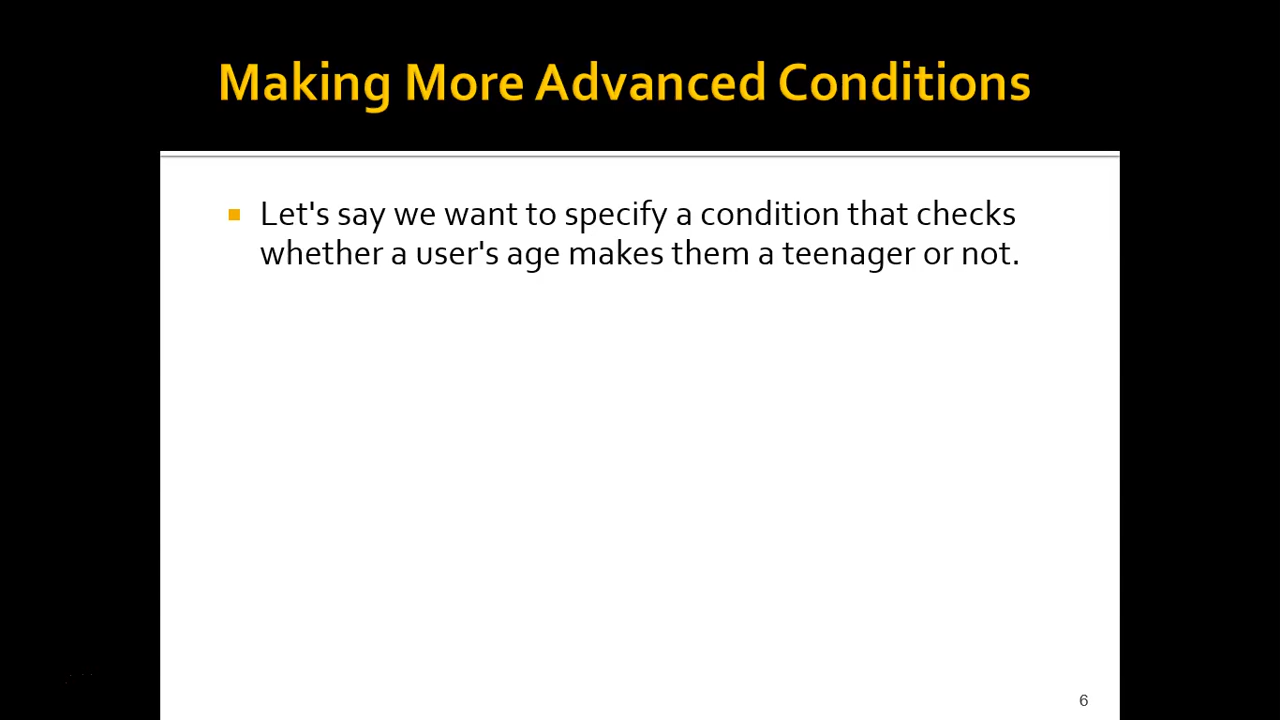 Making More Advanced Conditions
Let's say we want to specify a condition that checks
whether a user's age makes them a teenager or not.
6